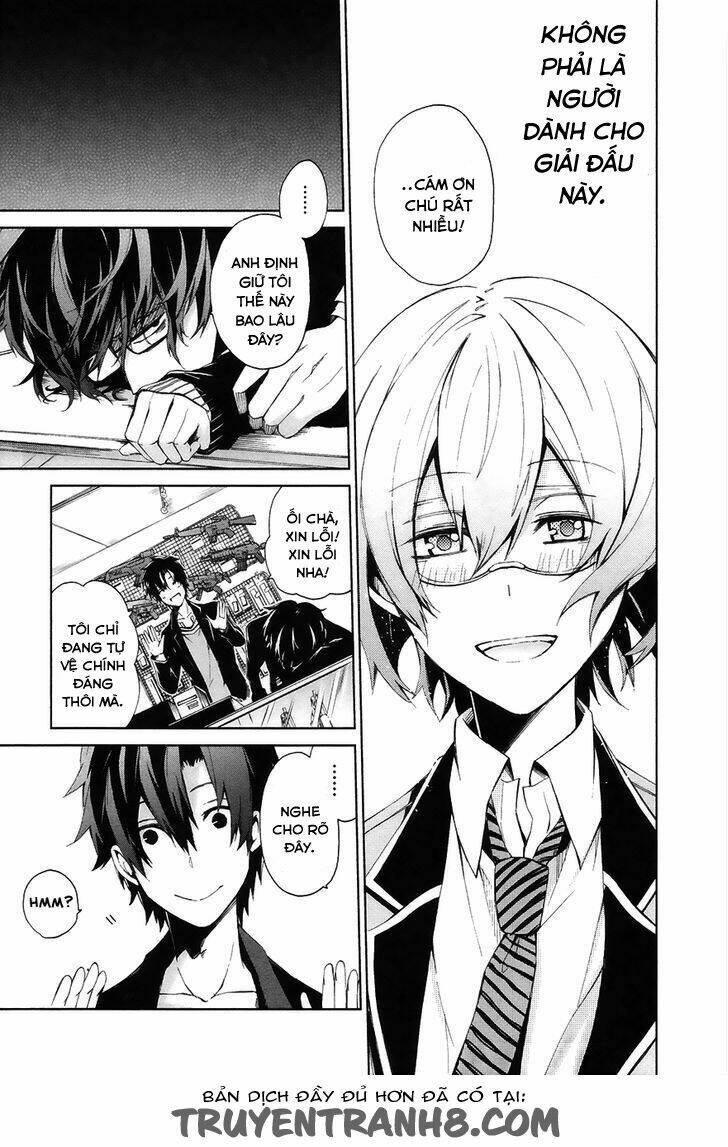 KHÔNG
PHẢI LÀ
NGƯỜI
DÀNH CHO
GIẢI ĐẤU
NÀY.
..CÁM ƠN
CHÚ RẤT
NHIỀU!
......
ANH ĐỊNH
GIỮ TÔI
THẾ NÀY
BAO LÂU
ĐÂY?
ỐI CHÀ,
XIN LỖI!
XIN LỖI
NHA!
TÔI CHỈ
ĐANG TỰ
VỆ CHÍNH
ĐÁNG
THÔI MÀ.
......
NGHE
CHO RÕ
ĐÂY.
HMM?
BẢN DỊCH ĐẦY ĐỦ HƠN ĐÃ CÓ TẠI:
TRUYENTRANH8.COM